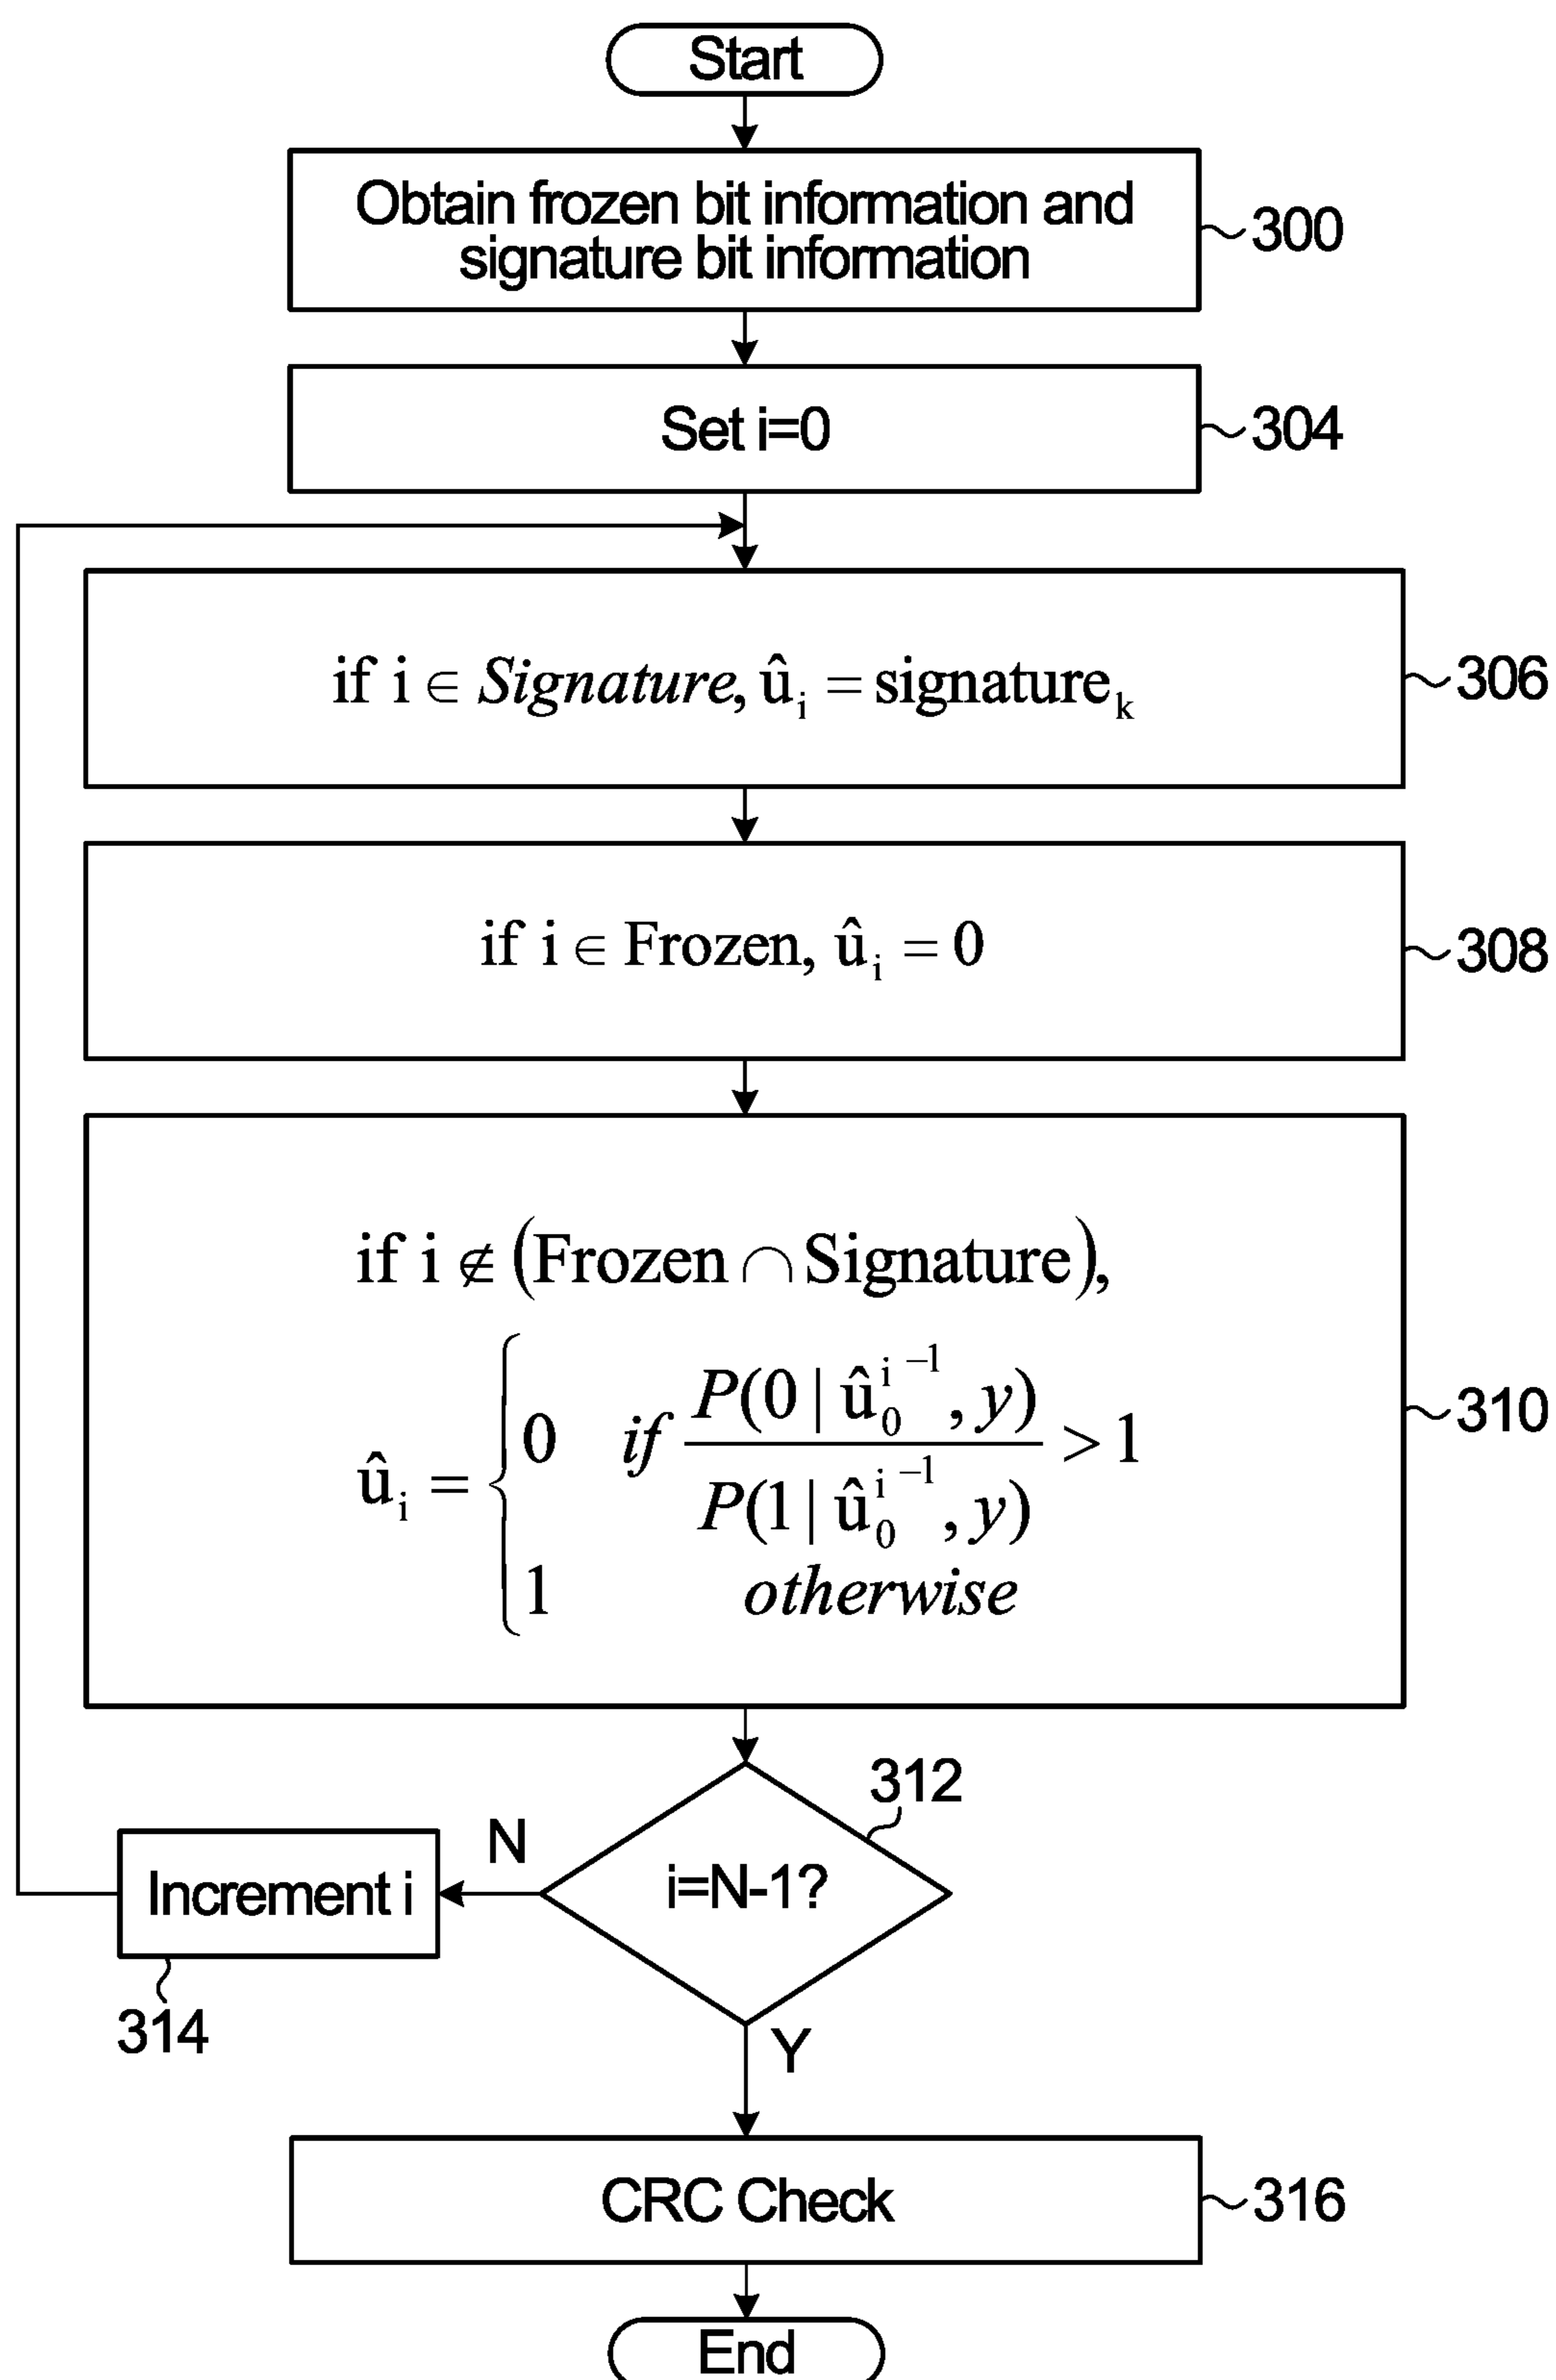 Start
Obtain frozen bit information and
signature bit information
300
Set i=0
304
if i ∈ Signature, û_i = signature_k
306
if i ∈ Frozen, û_i = 0
308
if i ∉ (Frozen ∩ Signature),
û_i = { 0 if P(0 | û_0^{i-1}, y) / P(1 | û_0^{i-1}, y) > 1
1 otherwise
310
312
i=N-1?
N
Increment i
314
Y
CRC Check
316
End